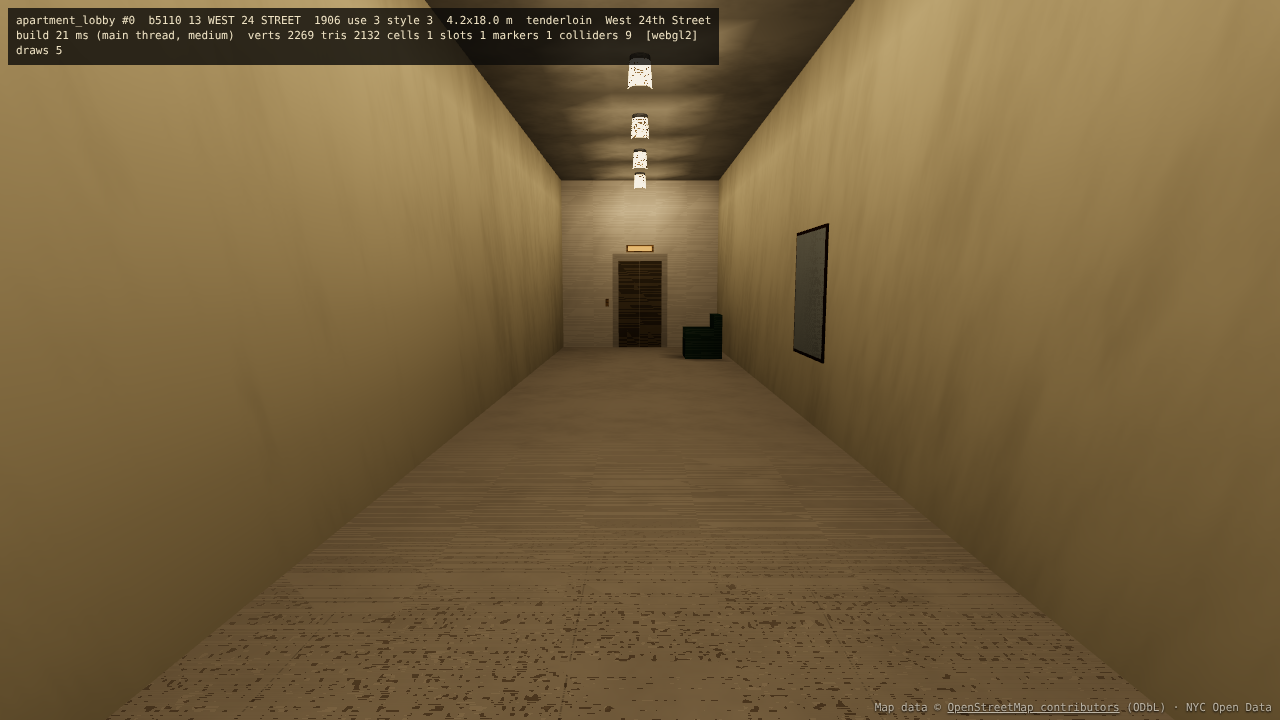 apartment_lobby #0  b5110 13 WEST 24 STREET  1906 use 3 style 3  4.2x18.0 m  tenderloin  West 24th Street
build 21 ms (main thread, medium)  verts 2269 tris 2132 cells 1 slots 1 markers 1 colliders 9  [webgl2]
draws 5
Map data © OpenStreetMap contributors (ODbL) · NYC Open Data